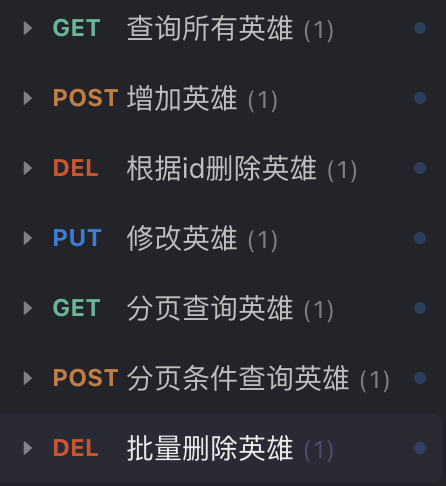 GET 查询所有英雄 (1)
POST 增加英雄 (1)
DEL 根据id删除英雄 (1)
PUT 修改英雄 (1)
GET 分页查询英雄 (1)
POST 分页条件查询英雄 (1)
DEL 批量删除英雄 (1)